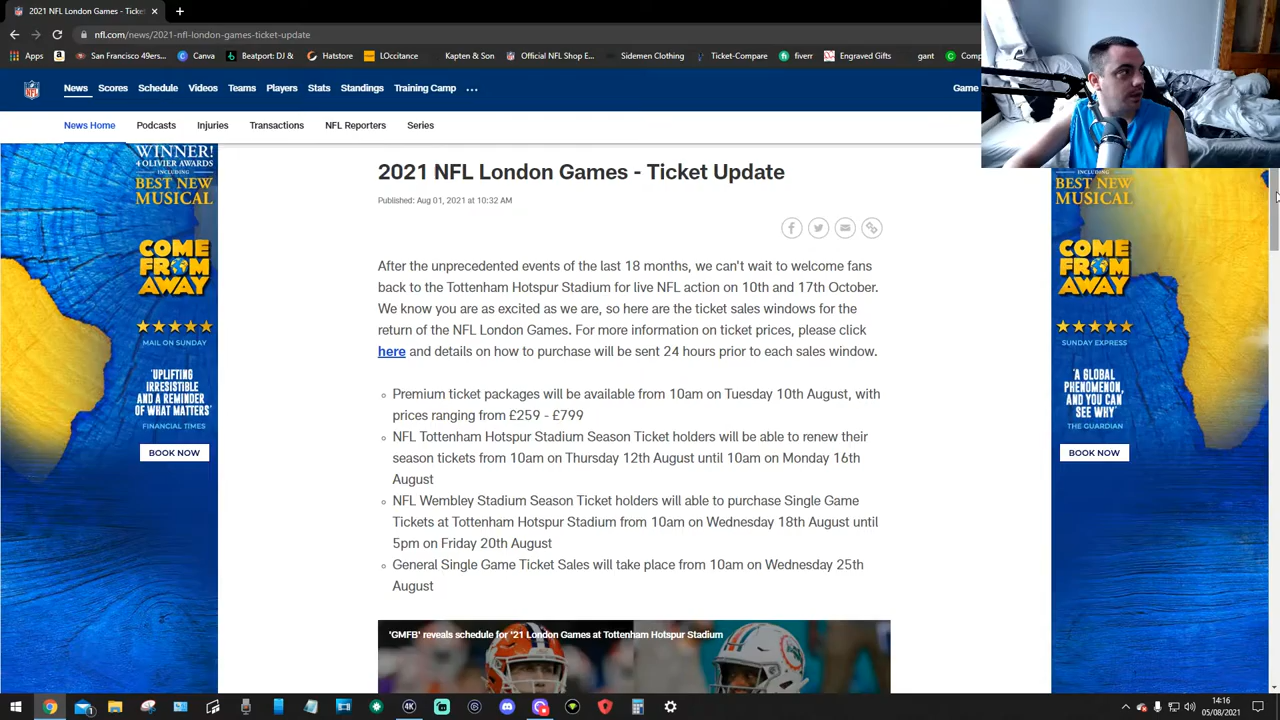 2021 NFL London Games - Ticket U
nfl.com/news/2021-nfl-london-games-ticket-update
Apps San Francisco 49ers... Canva Beatport: DJ &... Hatstore LOccitance Kapten & Son Official NFL Shop E... Sidemen Clothing Ticket-Compare fiverr Engraved Gifts gant Comp
News Scores Schedule Videos Teams Players Stats Standings Training Camp ... Game
News Home Podcasts Injuries Transactions NFL Reporters Series
WINNER!
4 OLIVIER AWARDS
INCLUDING
BEST NEW
MUSICAL
COME
FROM
AWAY
MAIL ON SUNDAY
'UPLIFTING
IRRESISTIBLE
AND A REMINDER
OF WHAT MATTERS'
FINANCIAL TIMES
BOOK NOW
2021 NFL London Games - Ticket Update
Published: Aug 01, 2021 at 10:32 AM
After the unprecedented events of the last 18 months, we can't wait to welcome fans
back to the Tottenham Hotspur Stadium for live NFL action on 10th and 17th October.
We know you are as excited as we are, so here are the ticket sales windows for the
return of the NFL London Games. For more information on ticket prices, please click
here and details on how to purchase will be sent 24 hours prior to each sales window.
Premium ticket packages will be available from 10am on Tuesday 10th August, with
prices ranging from £259 - £799
NFL Tottenham Hotspur Stadium Season Ticket holders will be able to renew their
season tickets from 10am on Thursday 12th August until 10am on Monday 16th
August
NFL Wembley Stadium Season Ticket holders will able to purchase Single Game
Tickets at Tottenham Hotspur Stadium from 10am on Wednesday 18th August until
5pm on Friday 20th August
General Single Game Ticket Sales will take place from 10am on Wednesday 25th
August
'GMFB' reveals schedule for '21 London Games at Tottenham Hotspur Stadium
INCLUDING
BEST NEW
MUSICAL
COME
FROM
AWAY
SUNDAY EXPRESS
'A GLOBAL
PHENOMENON,
AND YOU CAN
SEE WHY'
THE GUARDIAN
BOOK NOW
14:16
05/08/2021